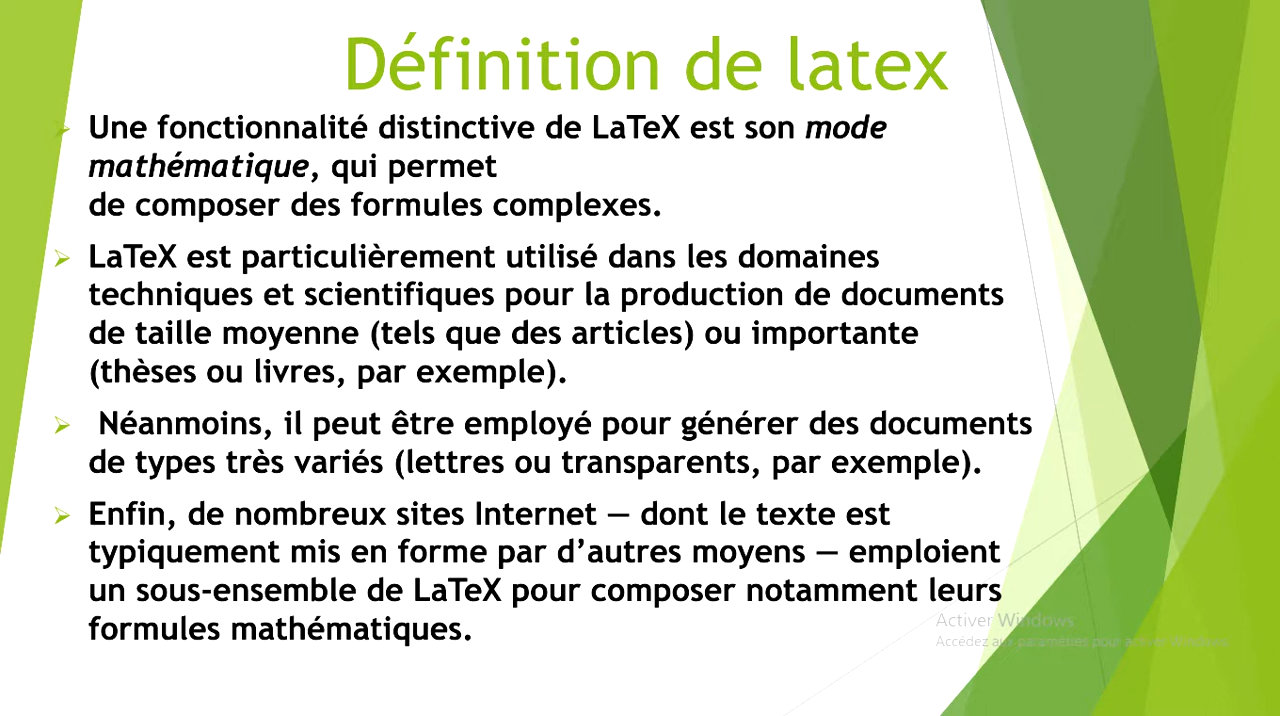 Définition de latex
Une fonctionnalité distinctive de LaTeX est son mode
mathématique, qui permet
de composer des formules complexes.
LaTeX est particulièrement utilisé dans les domaines
techniques et scientifiques pour la production de documents
de taille moyenne (tels que des articles) ou importante
(thèses ou livres, par exemple).
Néanmoins, il peut être employé pour générer des documents
de types très variés (lettres ou transparents, par exemple).
Enfin, de nombreux sites Internet — dont le texte est
typiquement mis en forme par d’autres moyens — emploient
un sous-ensemble de LaTeX pour composer notamment leurs
formules mathématiques.
Activer Windows
Accédez aux paramètres pour activer Windows.